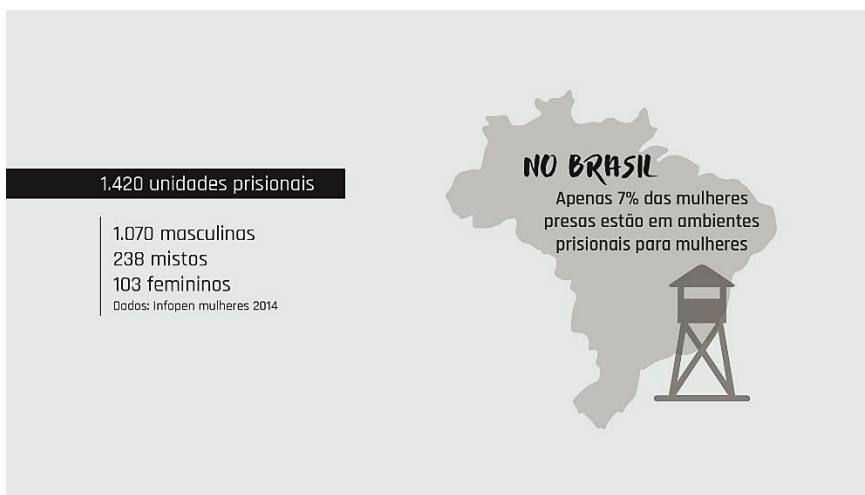 1.420 unidades prisionais
1.070 masculinas
238 mistos
103 femininos
Dados: Infopen mulheres 2014
NO BRASIL
Apenas 7% das mulheres
presas estão em ambientes
prisionais para mulheres